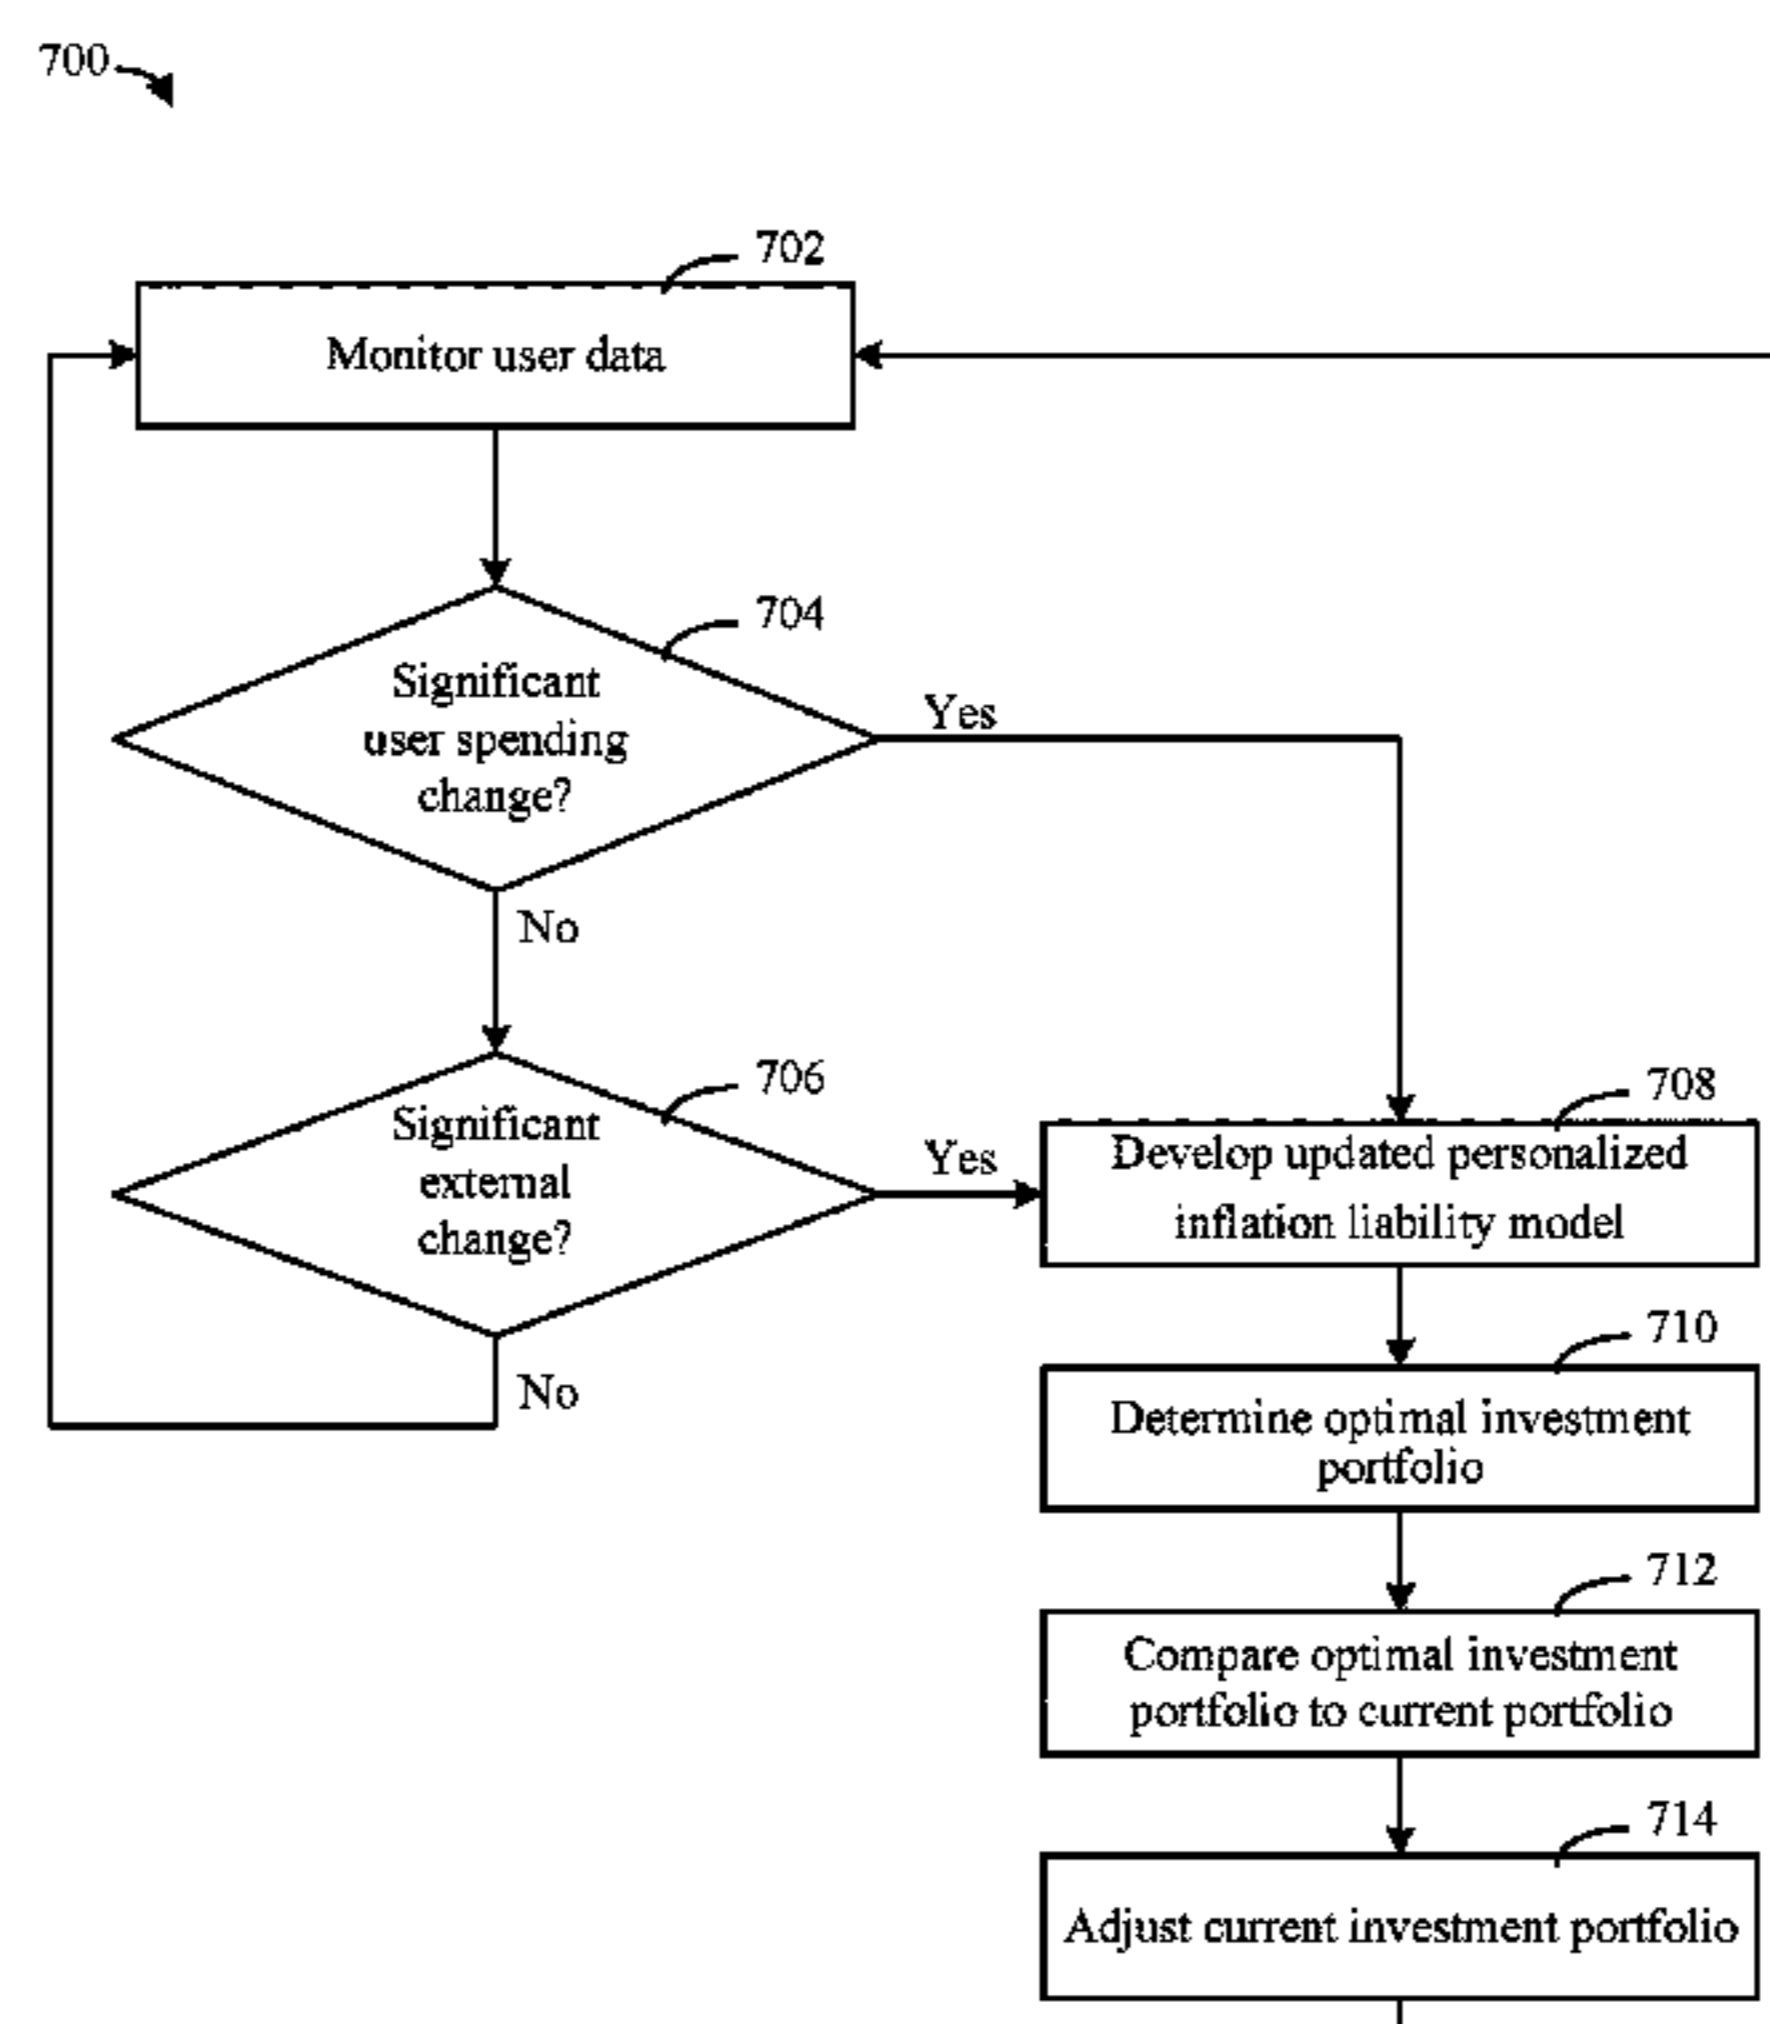 700
702
Monitor user data
704
Significant
user spending
change?
Yes
No
706
Significant
external
change?
Yes
No
708
Develop updated personalized
inflation liability model
710
Determine optimal investment
portfolio
712
Compare optimal investment
portfolio to current portfolio
714
Adjust current investment portfolio